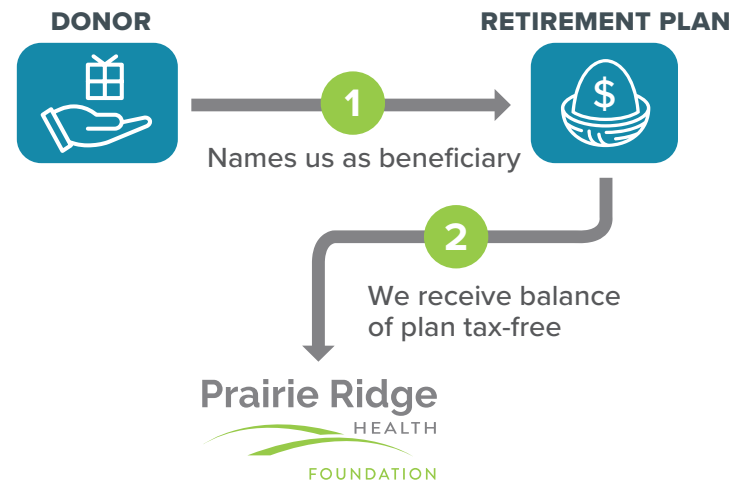 DONOR
RETIREMENT PLAN
$
1
Names us as beneficiary
2
We receive balance
of plan tax-free
Prairie Ridge
HEALTH
FOUNDATION